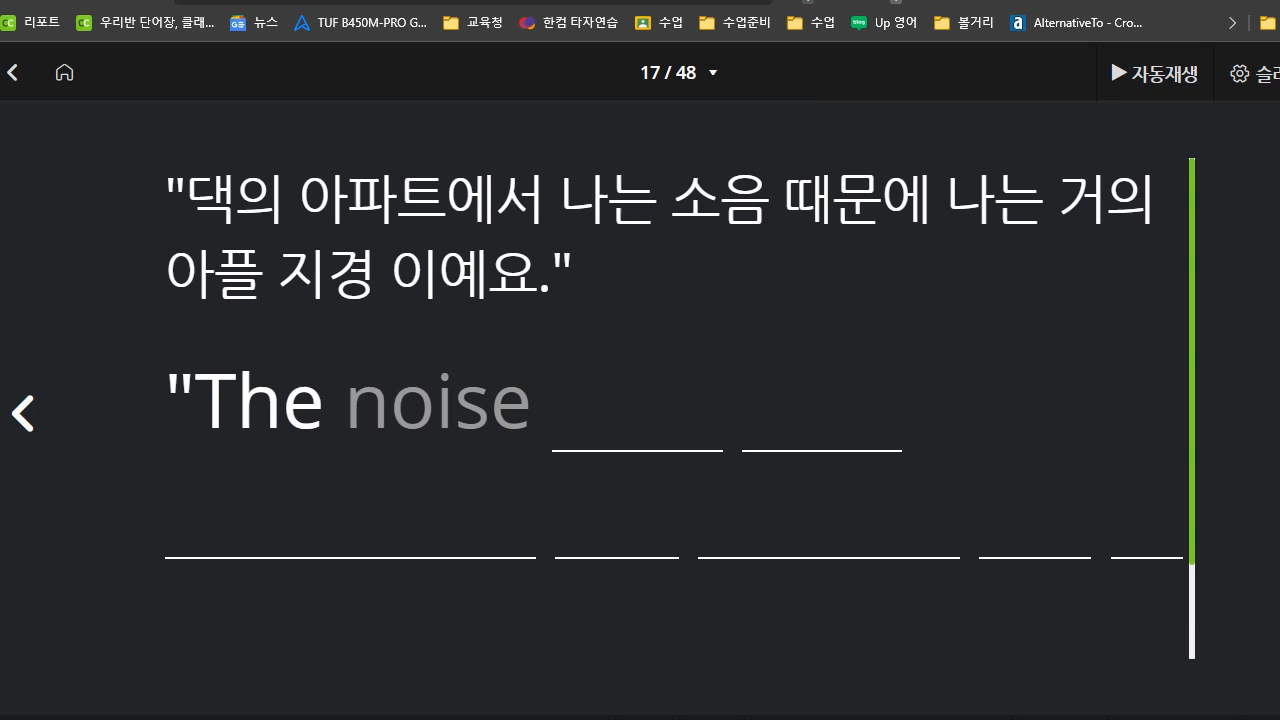 리포트 우리반 단어장, 클래... 뉴스 TUF B450M-PRO G... 교육청 한컴 타자연습 수업 수업준비 수업 Up 영어 볼거리 AlternativeTo - Cro...
17 / 48 자동재생
"댁의 아파트에서 나는 소음 때문에 나는 거의
아플 지경 이예요."
"The noise